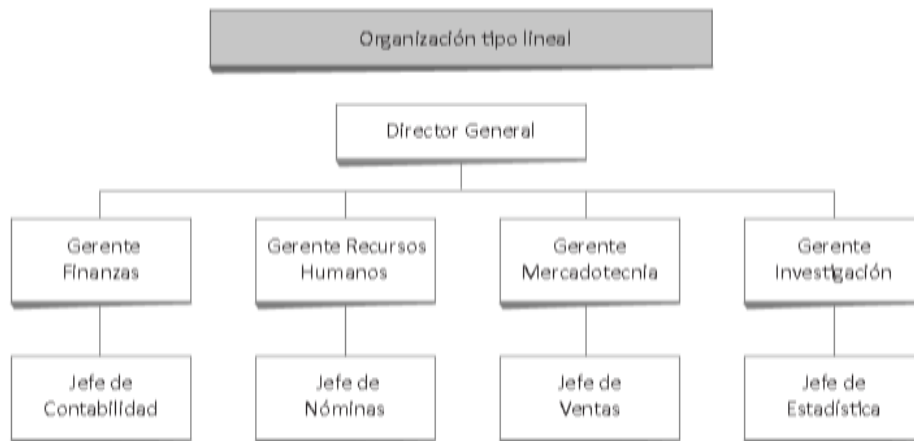 Organización tipo lineal
Director General
Gerente
Finanzas
Gerente Recursos
Humanos
Gerente
Mercadotecnia
Gerente
Investigación
Jefe de
Contabilidad
Jefe de
Nóminas
Jefe de
Ventas
Jefe de
Estadística